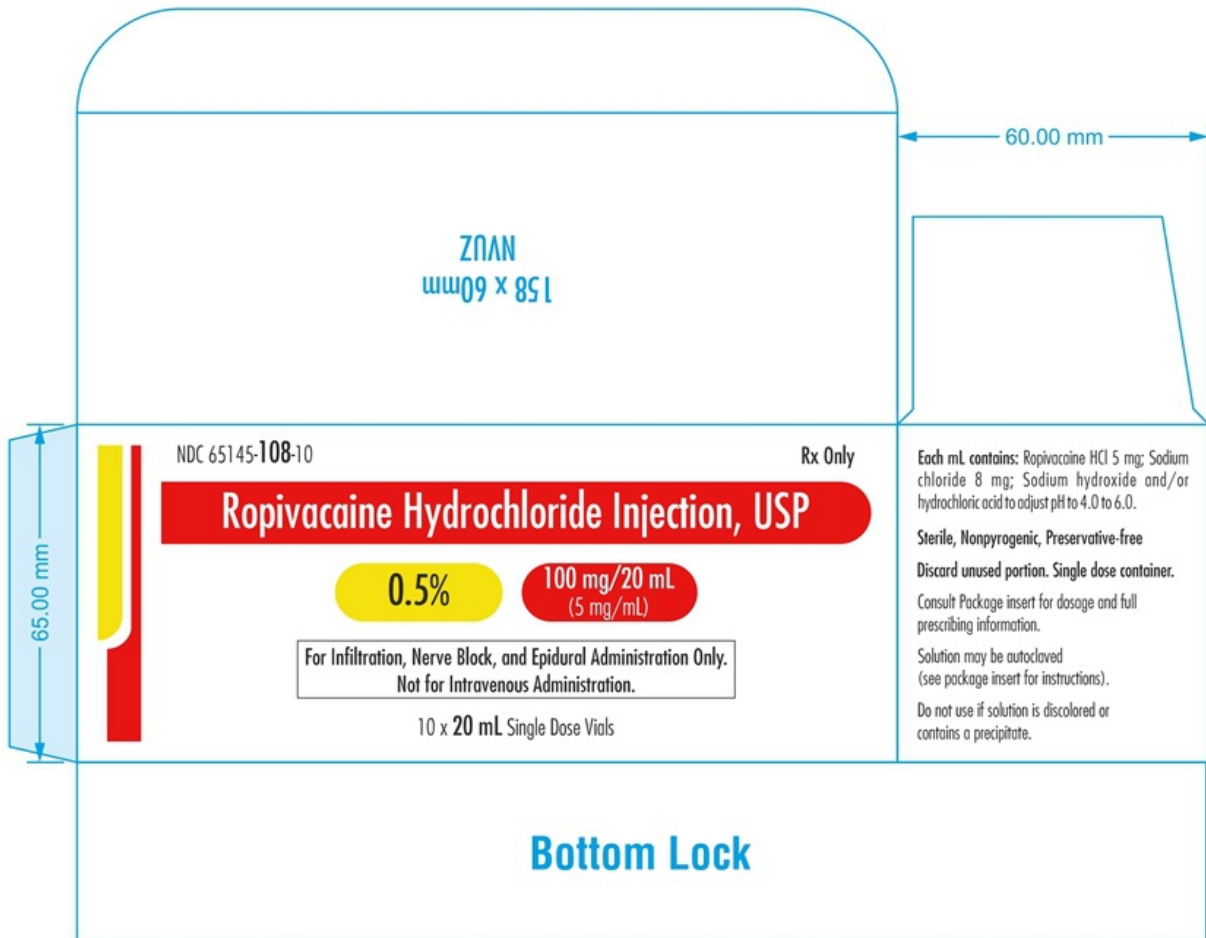 60.00 mm
158 x 60mm
NVUZ
65.00 mm
NDC 65145-108-10
Rx Only
Ropivacaine Hydrochloride Injection, USP
0.5%
100 mg/20 mL
(5 mg/mL)
For Infiltration, Nerve Block, and Epidural Administration Only.
Not for Intravenous Administration.
10 x 20 mL Single Dose Vials
Each mL contains: Ropivacaine HCl 5 mg; Sodium
chloride 8 mg; Sodium hydroxide and/or
hydrochloric acid to adjust pH to 4.0 to 6.0.
Sterile, Nonpyrogenic, Preservative-free
Discard unused portion. Single dose container.
Consult Package insert for dosage and full
prescribing information.
Solution may be autoclaved
(see package insert for instructions).
Do not use if solution is discolored or
contains a precipitate.
Bottom Lock